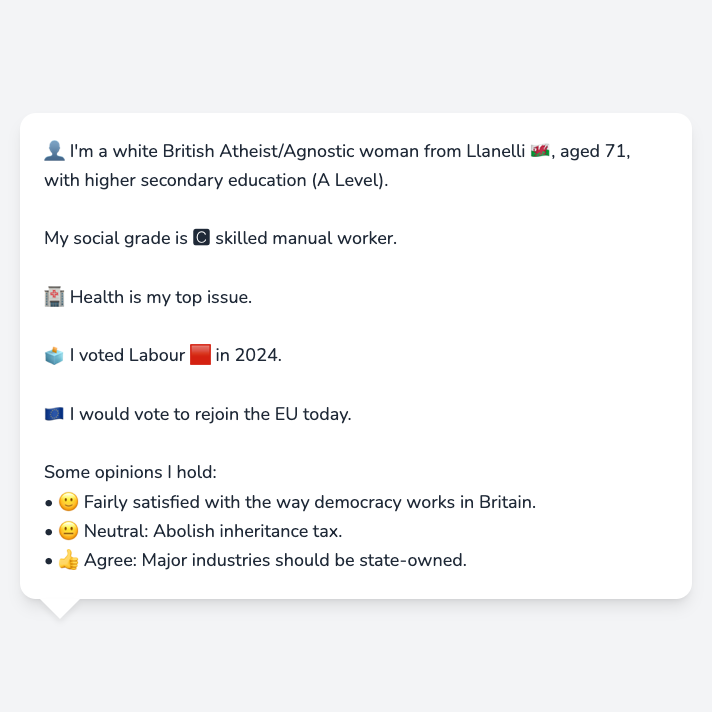 👤 I'm a white British Atheist/Agnostic woman from Llanelli 🏴󠁧󠁢󠁷󠁬󠁳󠁿, aged 71,
with higher secondary education (A Level).
My social grade is 🅲 skilled manual worker.
🏥 Health is my top issue.
🗳️ I voted Labour 🟥 in 2024.
🇪🇺 I would vote to rejoin the EU today.
Some opinions I hold:
• 🙂 Fairly satisfied with the way democracy works in Britain.
• 😐 Neutral: Abolish inheritance tax.
• 👍 Agree: Major industries should be state-owned.